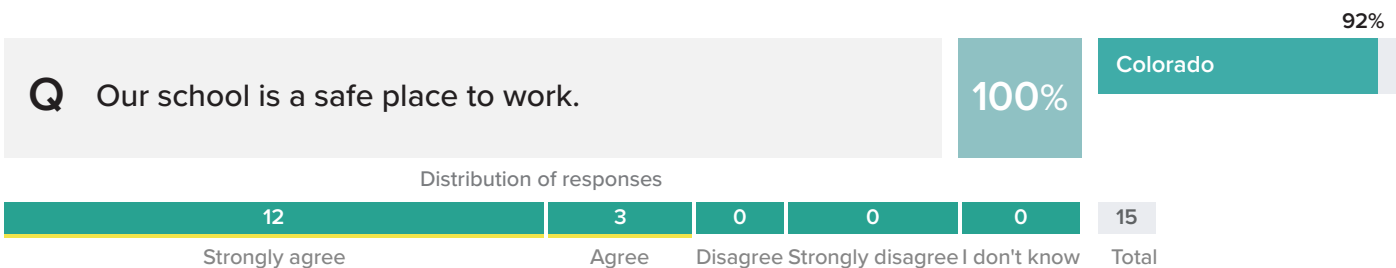 92%
Q Our school is a safe place to work.
100%
Colorado
Distribution of responses
12 3 0 0 0 15
Strongly agree Agree Disagree Strongly disagree I don't know Total